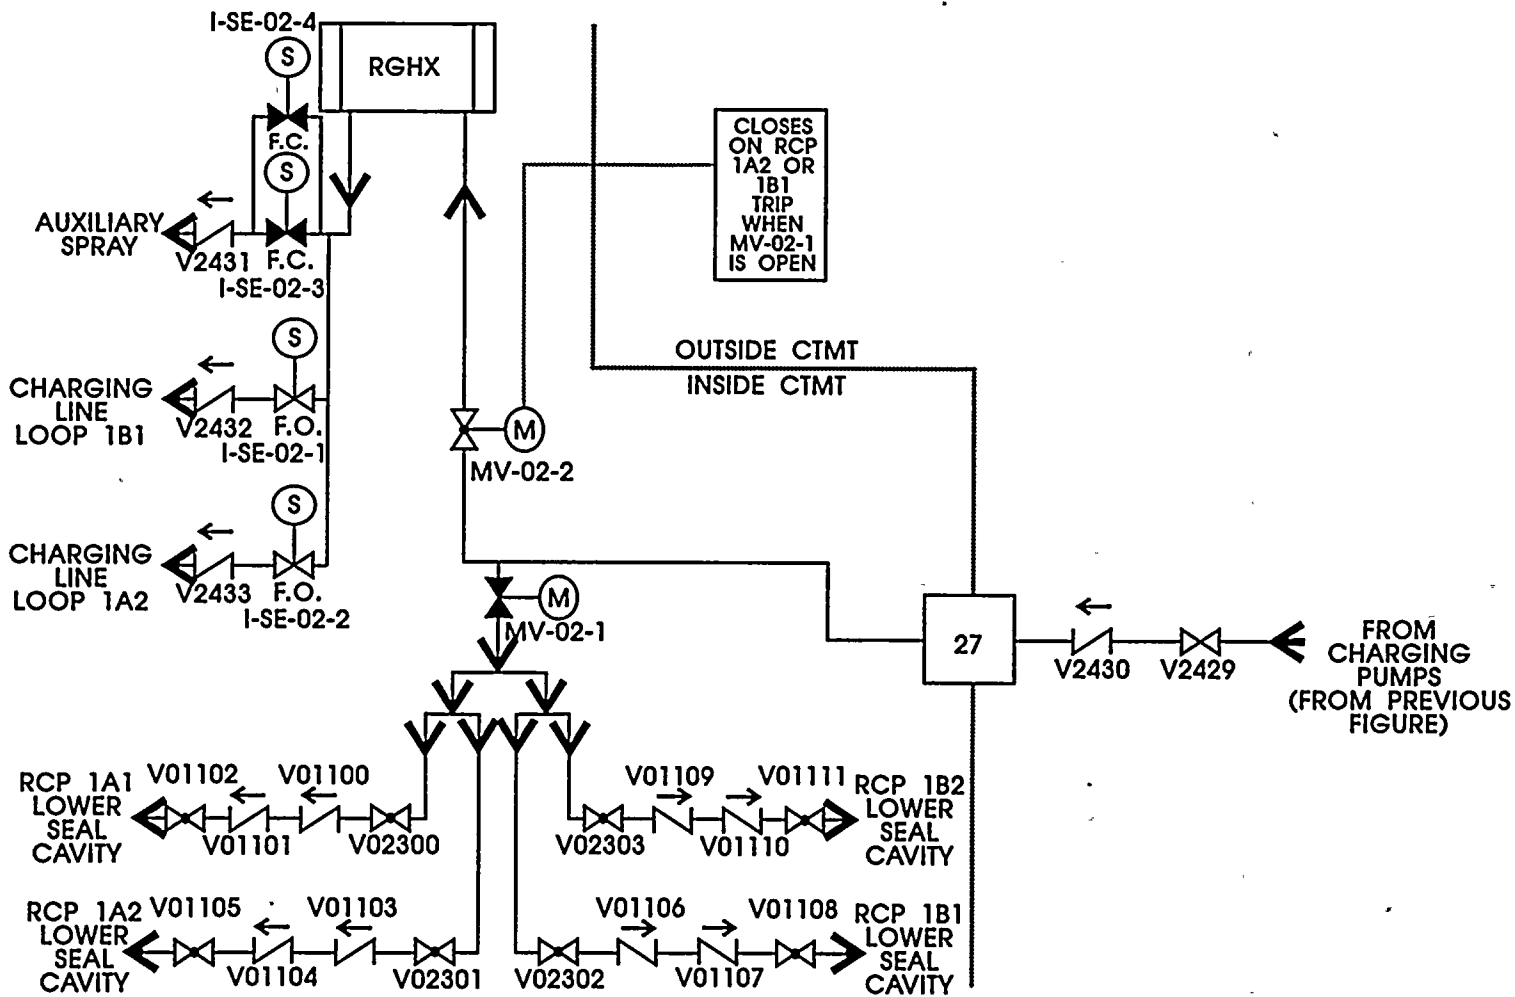 I-SE-02-4
S
RGHX
F.C.
S
AUXILIARY
SPRAY
V2431
F.C.
I-SE-02-3
CLOSES
ON RCP
1A2 OR
1B1
TRIP
WHEN
MV-02-1
IS OPEN
S
OUTSIDE CTMT
INSIDE CTMT
CHARGING
LINE
LOOP 1B1
V2432
F.O.
I-SE-02-1
M
MV-02-2
S
CHARGING
LINE
LOOP 1A2
V2433
F.O.
I-SE-02-2
M
MV-02-1
27
V2430
V2429
FROM
CHARGING
PUMPS
(FROM PREVIOUS
FIGURE)
RCP 1A1
LOWER
SEAL
CAVITY
V01102
V01100
V01101
V02300
V01109
V01111
V02303
V01110
RCP 1B2
LOWER
SEAL
CAVITY
RCP 1A2
LOWER
SEAL
CAVITY
V01105
V01103
V01104
V02301
V01106
V01108
V02302
V01107
RCP 1B1
LOWER
SEAL
CAVITY